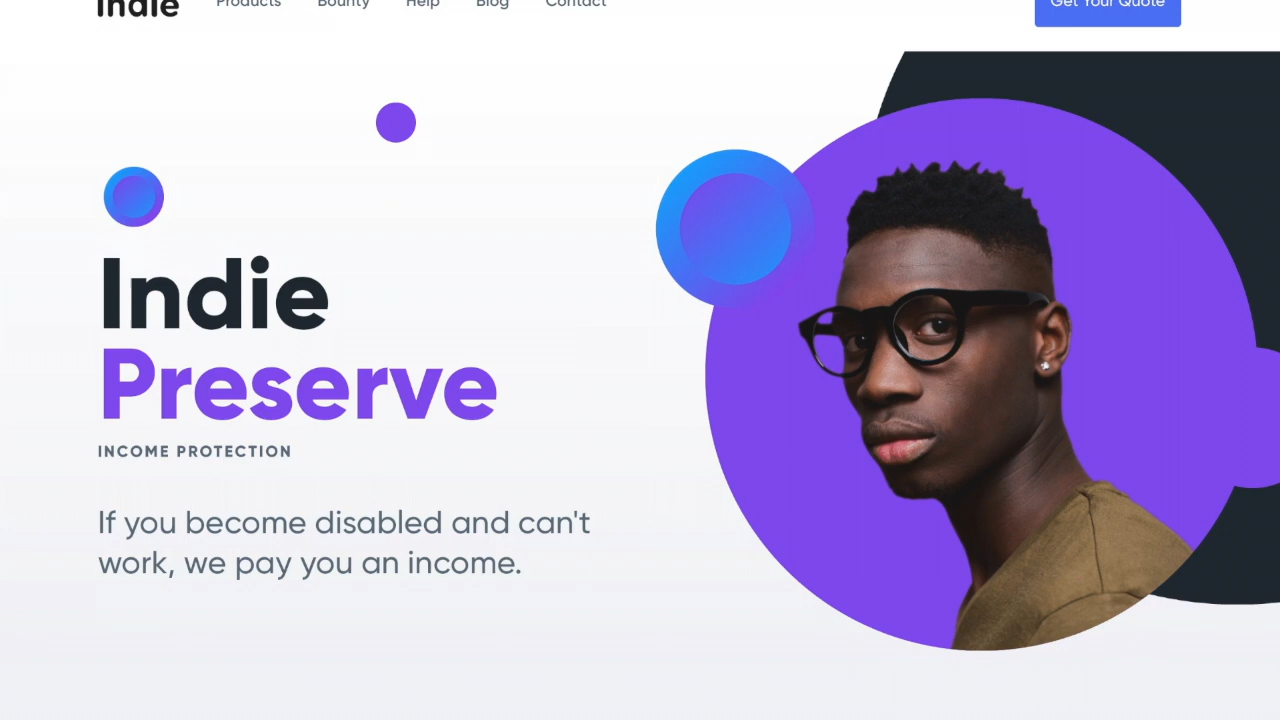 Indie
Products Bounty Help Blog Contact
Get Your Quote
Indie
Preserve
INCOME PROTECTION
If you become disabled and can't
work, we pay you an income.